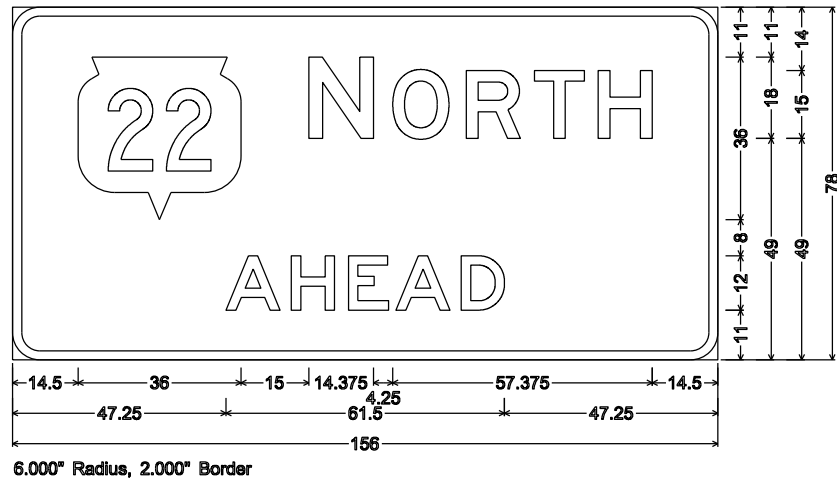 22 NORTH
AHEAD
11 11 14
18 15
36
78
8 49 49
12
11
14.5 36 15 14.375 57.375 14.5
4.25
47.25 61.5 47.25
156
6.000" Radius, 2.000" Border